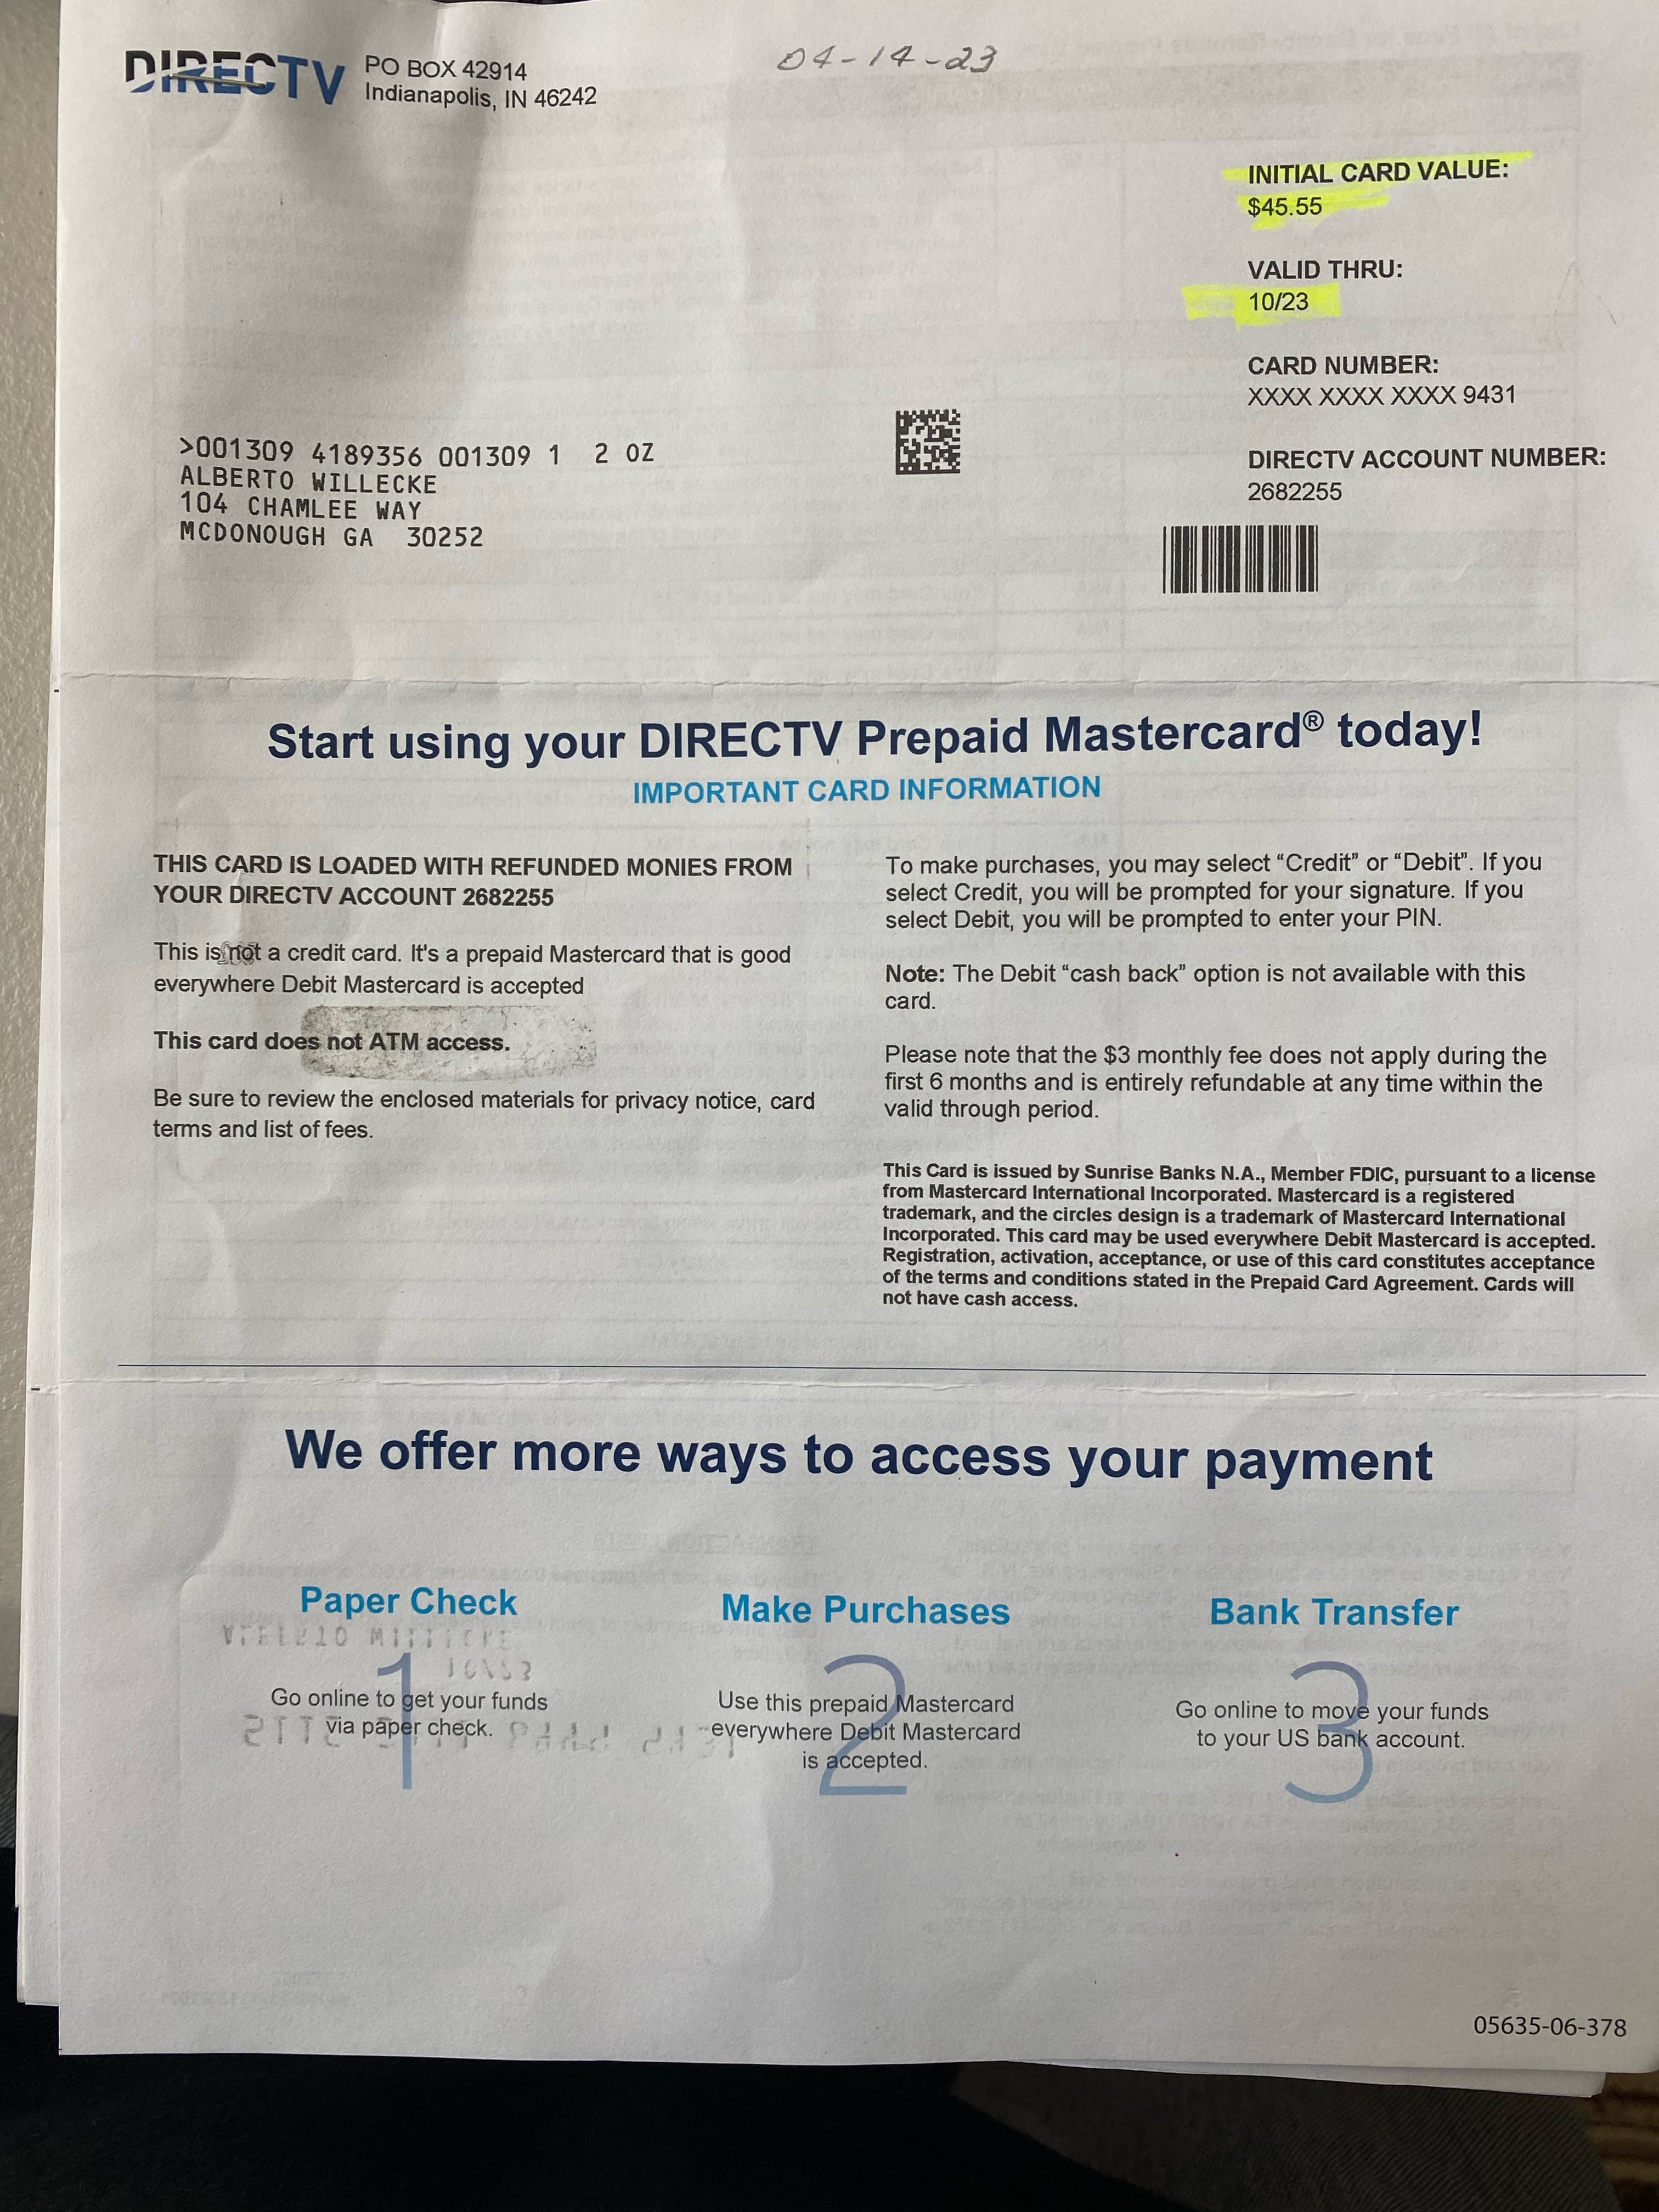 DIRECTV
PO BOX 42914
Indianapolis, IN 46242
04-14-23
INITIAL CARD VALUE:
$45.55
VALID THRU:
10/23
CARD NUMBER:
XXXX XXXX XXXX 9431
DIRECTV ACCOUNT NUMBER:
2682255
>001309 4189356 001309 1 2 OZ
ALBERTO WILLECKE
104 CHAMLEE WAY
MCDONOUGH GA 30252
Start using your DIRECTV Prepaid Mastercard® today!
IMPORTANT CARD INFORMATION
THIS CARD IS LOADED WITH REFUNDED MONIES FROM
YOUR DIRECTV ACCOUNT 2682255
This is not a credit card. It's a prepaid Mastercard that is good
everywhere Debit Mastercard is accepted
This card does not ATM access.
Be sure to review the enclosed materials for privacy notice, card
terms and list of fees.
To make purchases, you may select “Credit” or “Debit”. If you
select Credit, you will be prompted for your signature. If you
select Debit, you will be prompted to enter your PIN.
Note: The Debit “cash back” option is not available with this
card.
Please note that the $3 monthly fee does not apply during the
first 6 months and is entirely refundable at any time within the
valid through period.
This Card is issued by Sunrise Banks N.A., Member FDIC, pursuant to a license
from Mastercard International Incorporated. Mastercard is a registered
trademark, and the circles design is a trademark of Mastercard International
Incorporated. This card may be used everywhere Debit Mastercard is accepted.
Registration, activation, acceptance, or use of this card constitutes acceptance
of the terms and conditions stated in the Prepaid Card Agreement. Cards will
not have cash access.
We offer more ways to access your payment
Paper Check
1
Go online to get your funds
via paper check.
Make Purchases
2
Use this prepaid Mastercard
everywhere Debit Mastercard
is accepted.
Bank Transfer
3
Go online to move your funds
to your US bank account.
05635-06-378